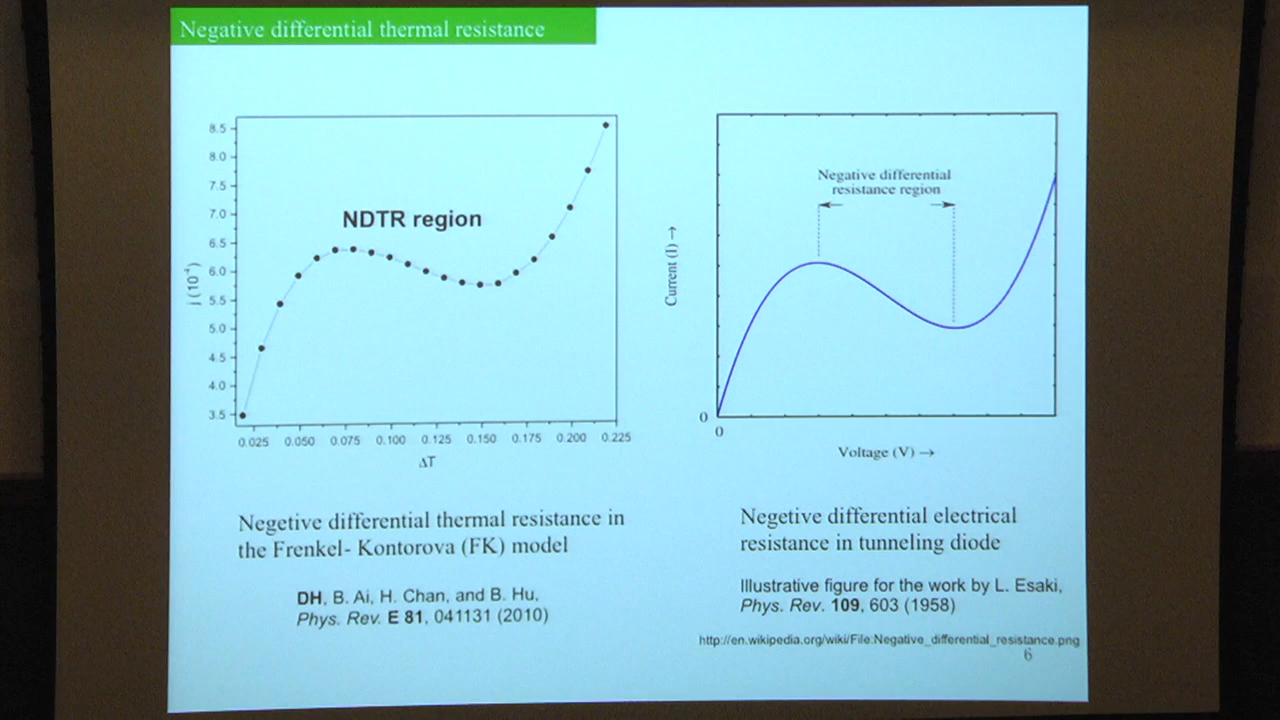 Negative differential thermal resistance
8.5
8.0
7.5
7.0
6.5
6.0
5.5
5.0
4.5
4.0
3.5
j (10⁻⁴)
NDTR region
0.025 0.050 0.075 0.100 0.125 0.150 0.175 0.200 0.225
ΔT
Negative differential
resistance region
Current (I) →
0
0
Voltage (V) →
Negetive differential thermal resistance in
the Frenkel- Kontorova (FK) model
DH, B. Ai, H. Chan, and B. Hu,
Phys. Rev. E 81, 041131 (2010)
Negetive differential electrical
resistance in tunneling diode
Illustrative figure for the work by L. Esaki,
Phys. Rev. 109, 603 (1958)
http://en.wikipedia.org/wiki/File:Negative_differential_resistance.png
6